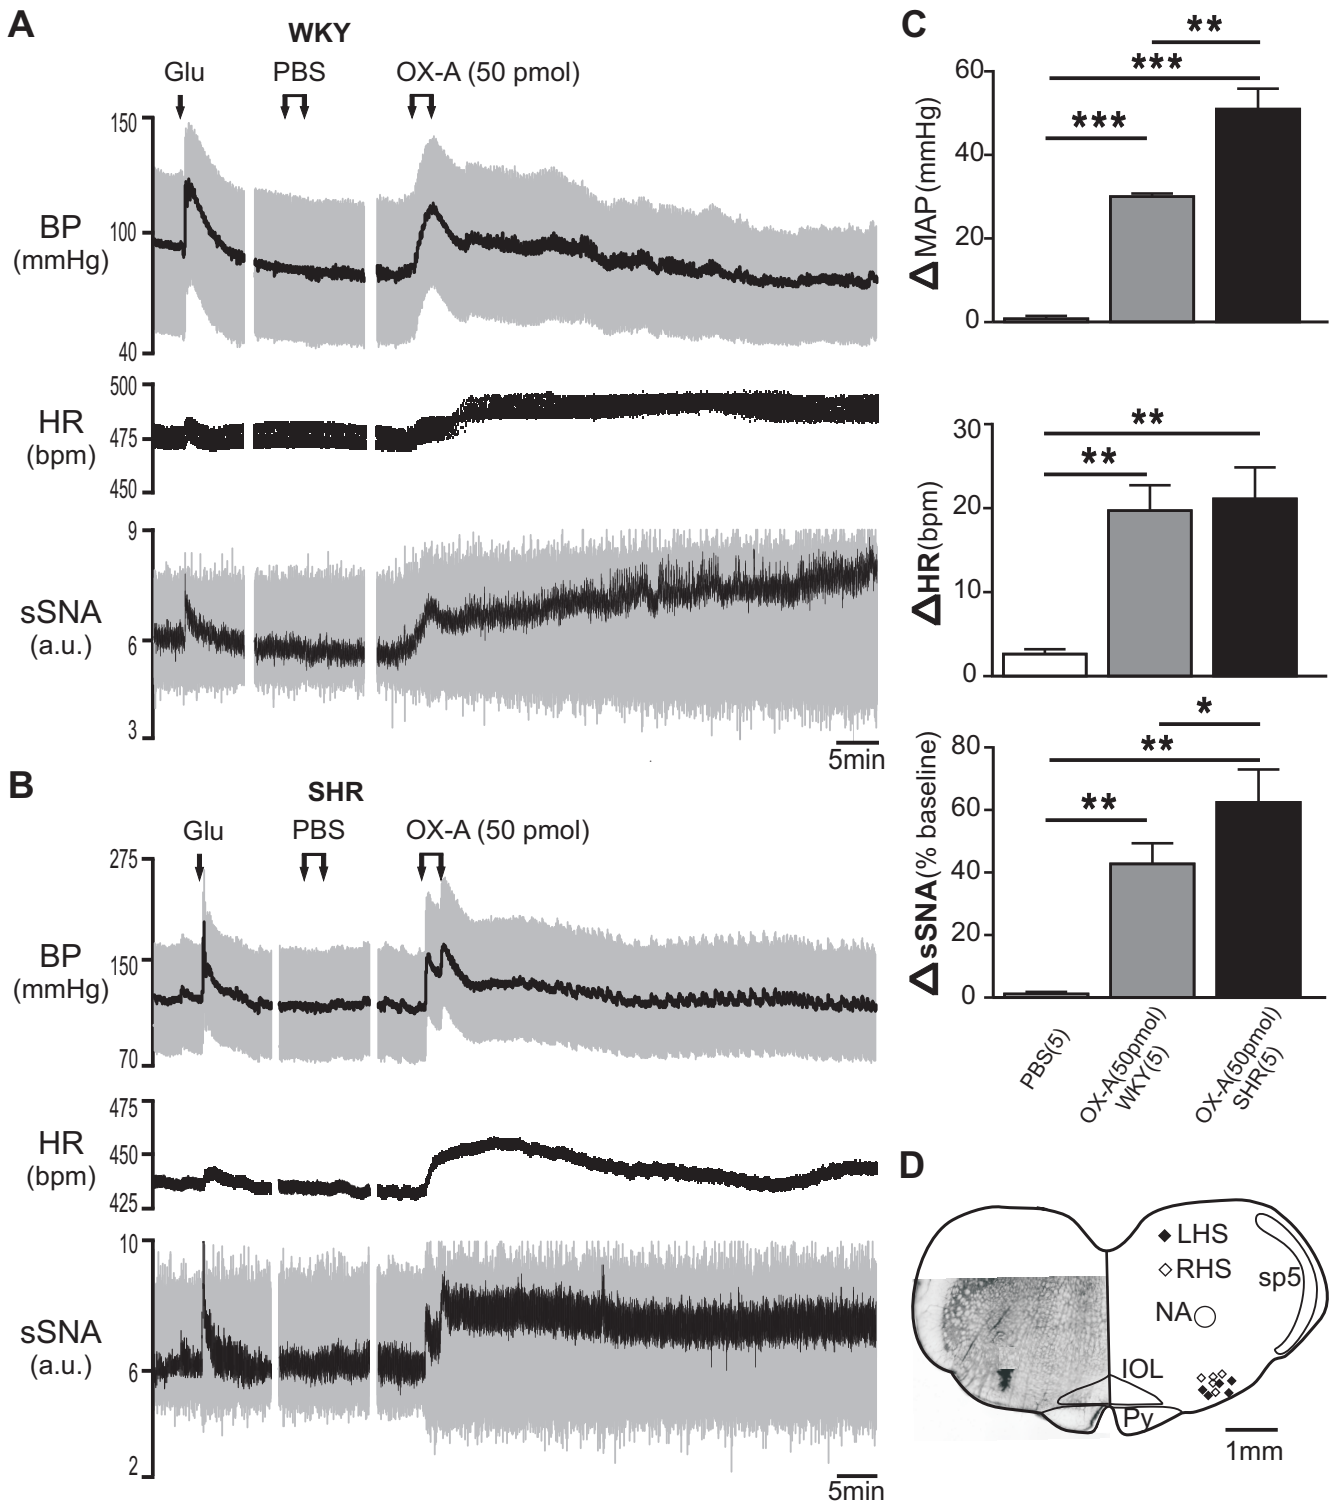 A
WKY
Glu
PBS
OX-A (50 pmol)
150
100
40
BP
(mmHg)
500
475
450
HR
(bpm)
9
6
3
sSNA
(a.u.)
5min
B
SHR
Glu
PBS
OX-A (50 pmol)
275
150
70
BP
(mmHg)
475
450
425
HR
(bpm)
10
6
2
sSNA
(a.u.)
5min
C
**
***
***
60
40
20
0
ΔMAP (mmHg)
**
**
30
20
10
0
ΔHR(bpm)
*
**
**
80
60
40
20
0
ΔsSNA(% baseline)
PBS(5)
OX-A(50pmol)
WKY(5)
OX-A(50pmol)
SHR(5)
D
LHS
RHS
sp5
NA
IOL
Py
1mm